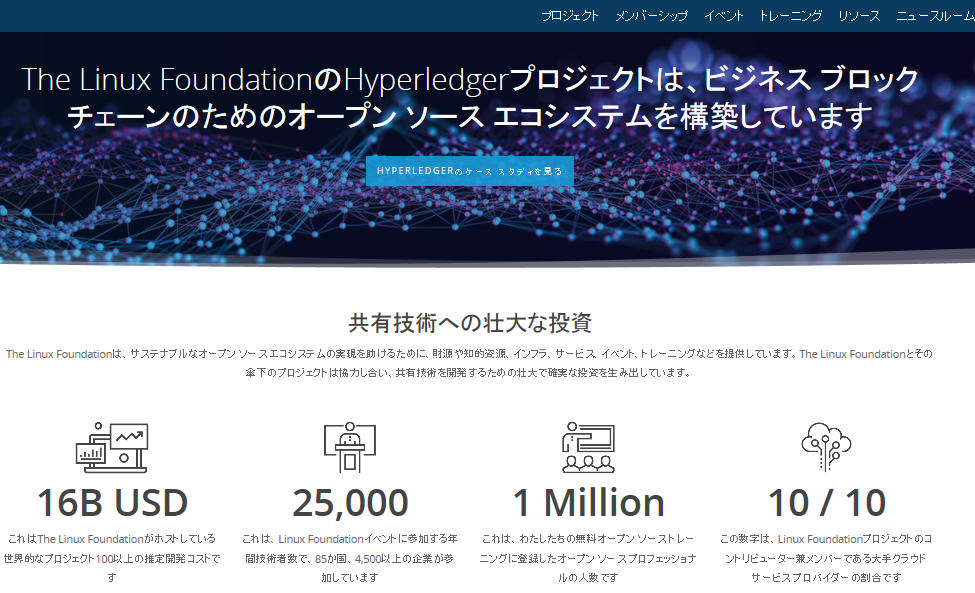 プロジェクト メンバーシップ イベント トレーニング リソース ニュースルーム
The Linux FoundationのHyperledgerプロジェクトは、ビジネス ブロック
チェーンのためのオープン ソース エコシステムを構築しています
HYPERLEDGERのケース スタディを見る
共有技術への壮大な投資
The Linux Foundationは、サステナブルなオープンソースエコシステムの実現を助けるために、財源や知的資源、インフラ、サービス、イベント、トレーニングなどを提供しています。The Linux Foundationとその
傘下のプロジェクトは協力し合い、共有技術を開発するための壮大で確実な投資を生み出しています。
16B USD
これはThe Linux Foundationがホストしている
世界的なプロジェクト100以上の推定開発コストで
す
25,000
これは、Linux Foundationイベントに参加する年
間技術者数で、85か国、4,500以上の企業が参
加しています
1 Million
これは、わたしたちの無料オープンソーストレー
ニングに登録したオープンソースプロフェッショナ
ルの人数です
10 / 10
この数字は、Linux Foundationプロジェクトのコ
ントリビューター兼メンバーである大手クラウド
サービスプロバイダーの割合です